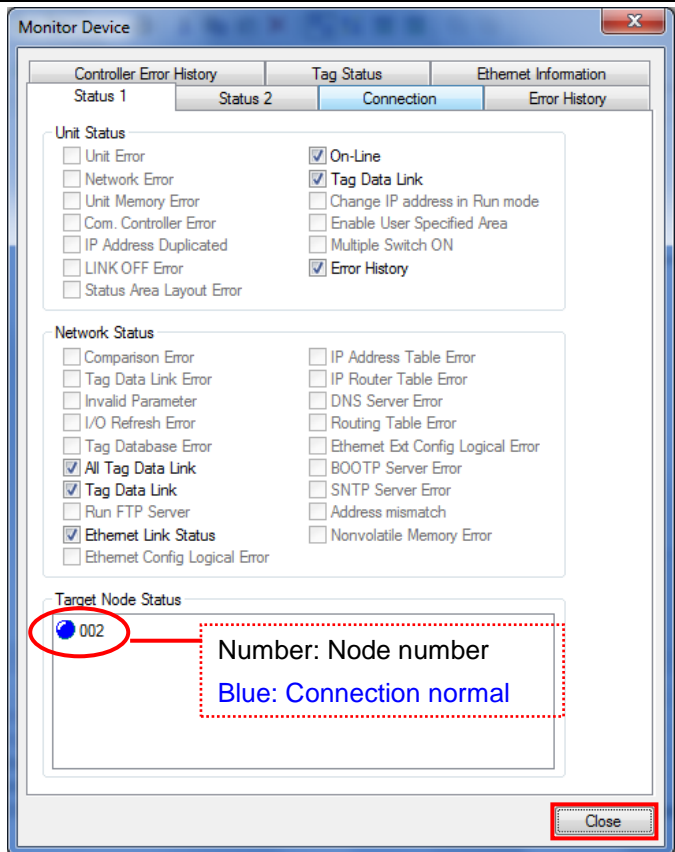 Monitor Device
x
Controller Error History Tag Status Ethernet Information
Status 1 Status 2 Connection Error History
Unit Status
Unit Error On-Line
Network Error Tag Data Link
Unit Memory Error Change IP address in Run mode
Com. Controller Error Enable User Specified Area
IP Address Duplicated Multiple Switch ON
LINK OFF Error Error History
Status Area Layout Error
Network Status
Comparison Error IP Address Table Error
Tag Data Link Error IP Router Table Error
Invalid Parameter DNS Server Error
I/O Refresh Error Routing Table Error
Tag Database Error Ethernet Ext Config Logical Error
All Tag Data Link BOOTP Server Error
Tag Data Link SNTP Server Error
Run FTP Server Address mismatch
Ethernet Link Status Nonvolatile Memory Error
Ethernet Config Logical Error
Target Node Status
002
Number: Node number
Blue: Connection normal
Close